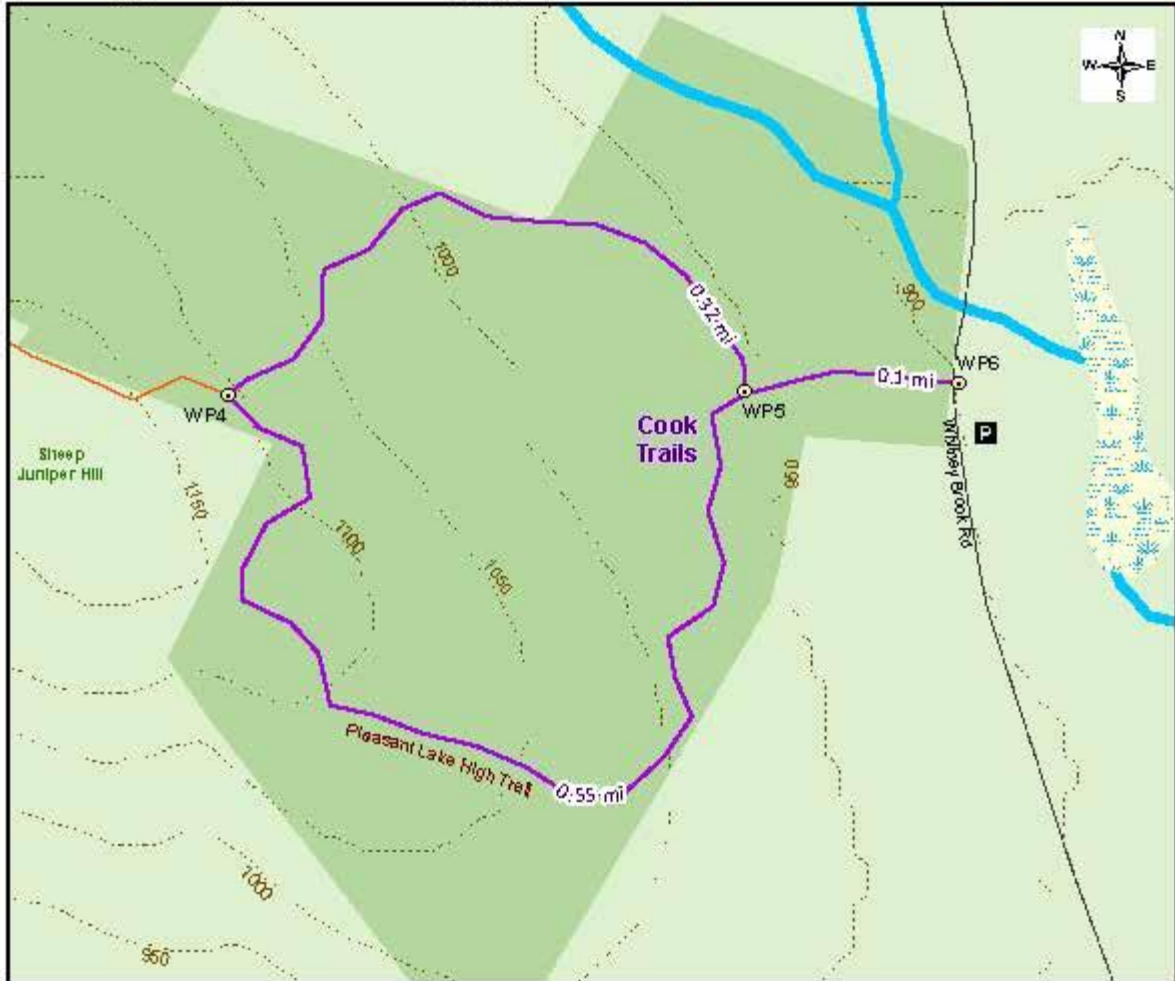 N
W E
S
1000
900
0.32 mi
WP6
0.1 mi
WP4
WP5
Cook
Trails
P
Whitney Brook Rd
Sheep
Juniper Hill
950
1150
1100
1050
Pleasant Lake High Trail
0.55 mi
1000
950